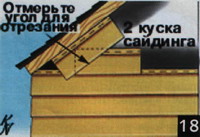 Отмерьте
угол для
отрезания
2 куска
сайдинга
18